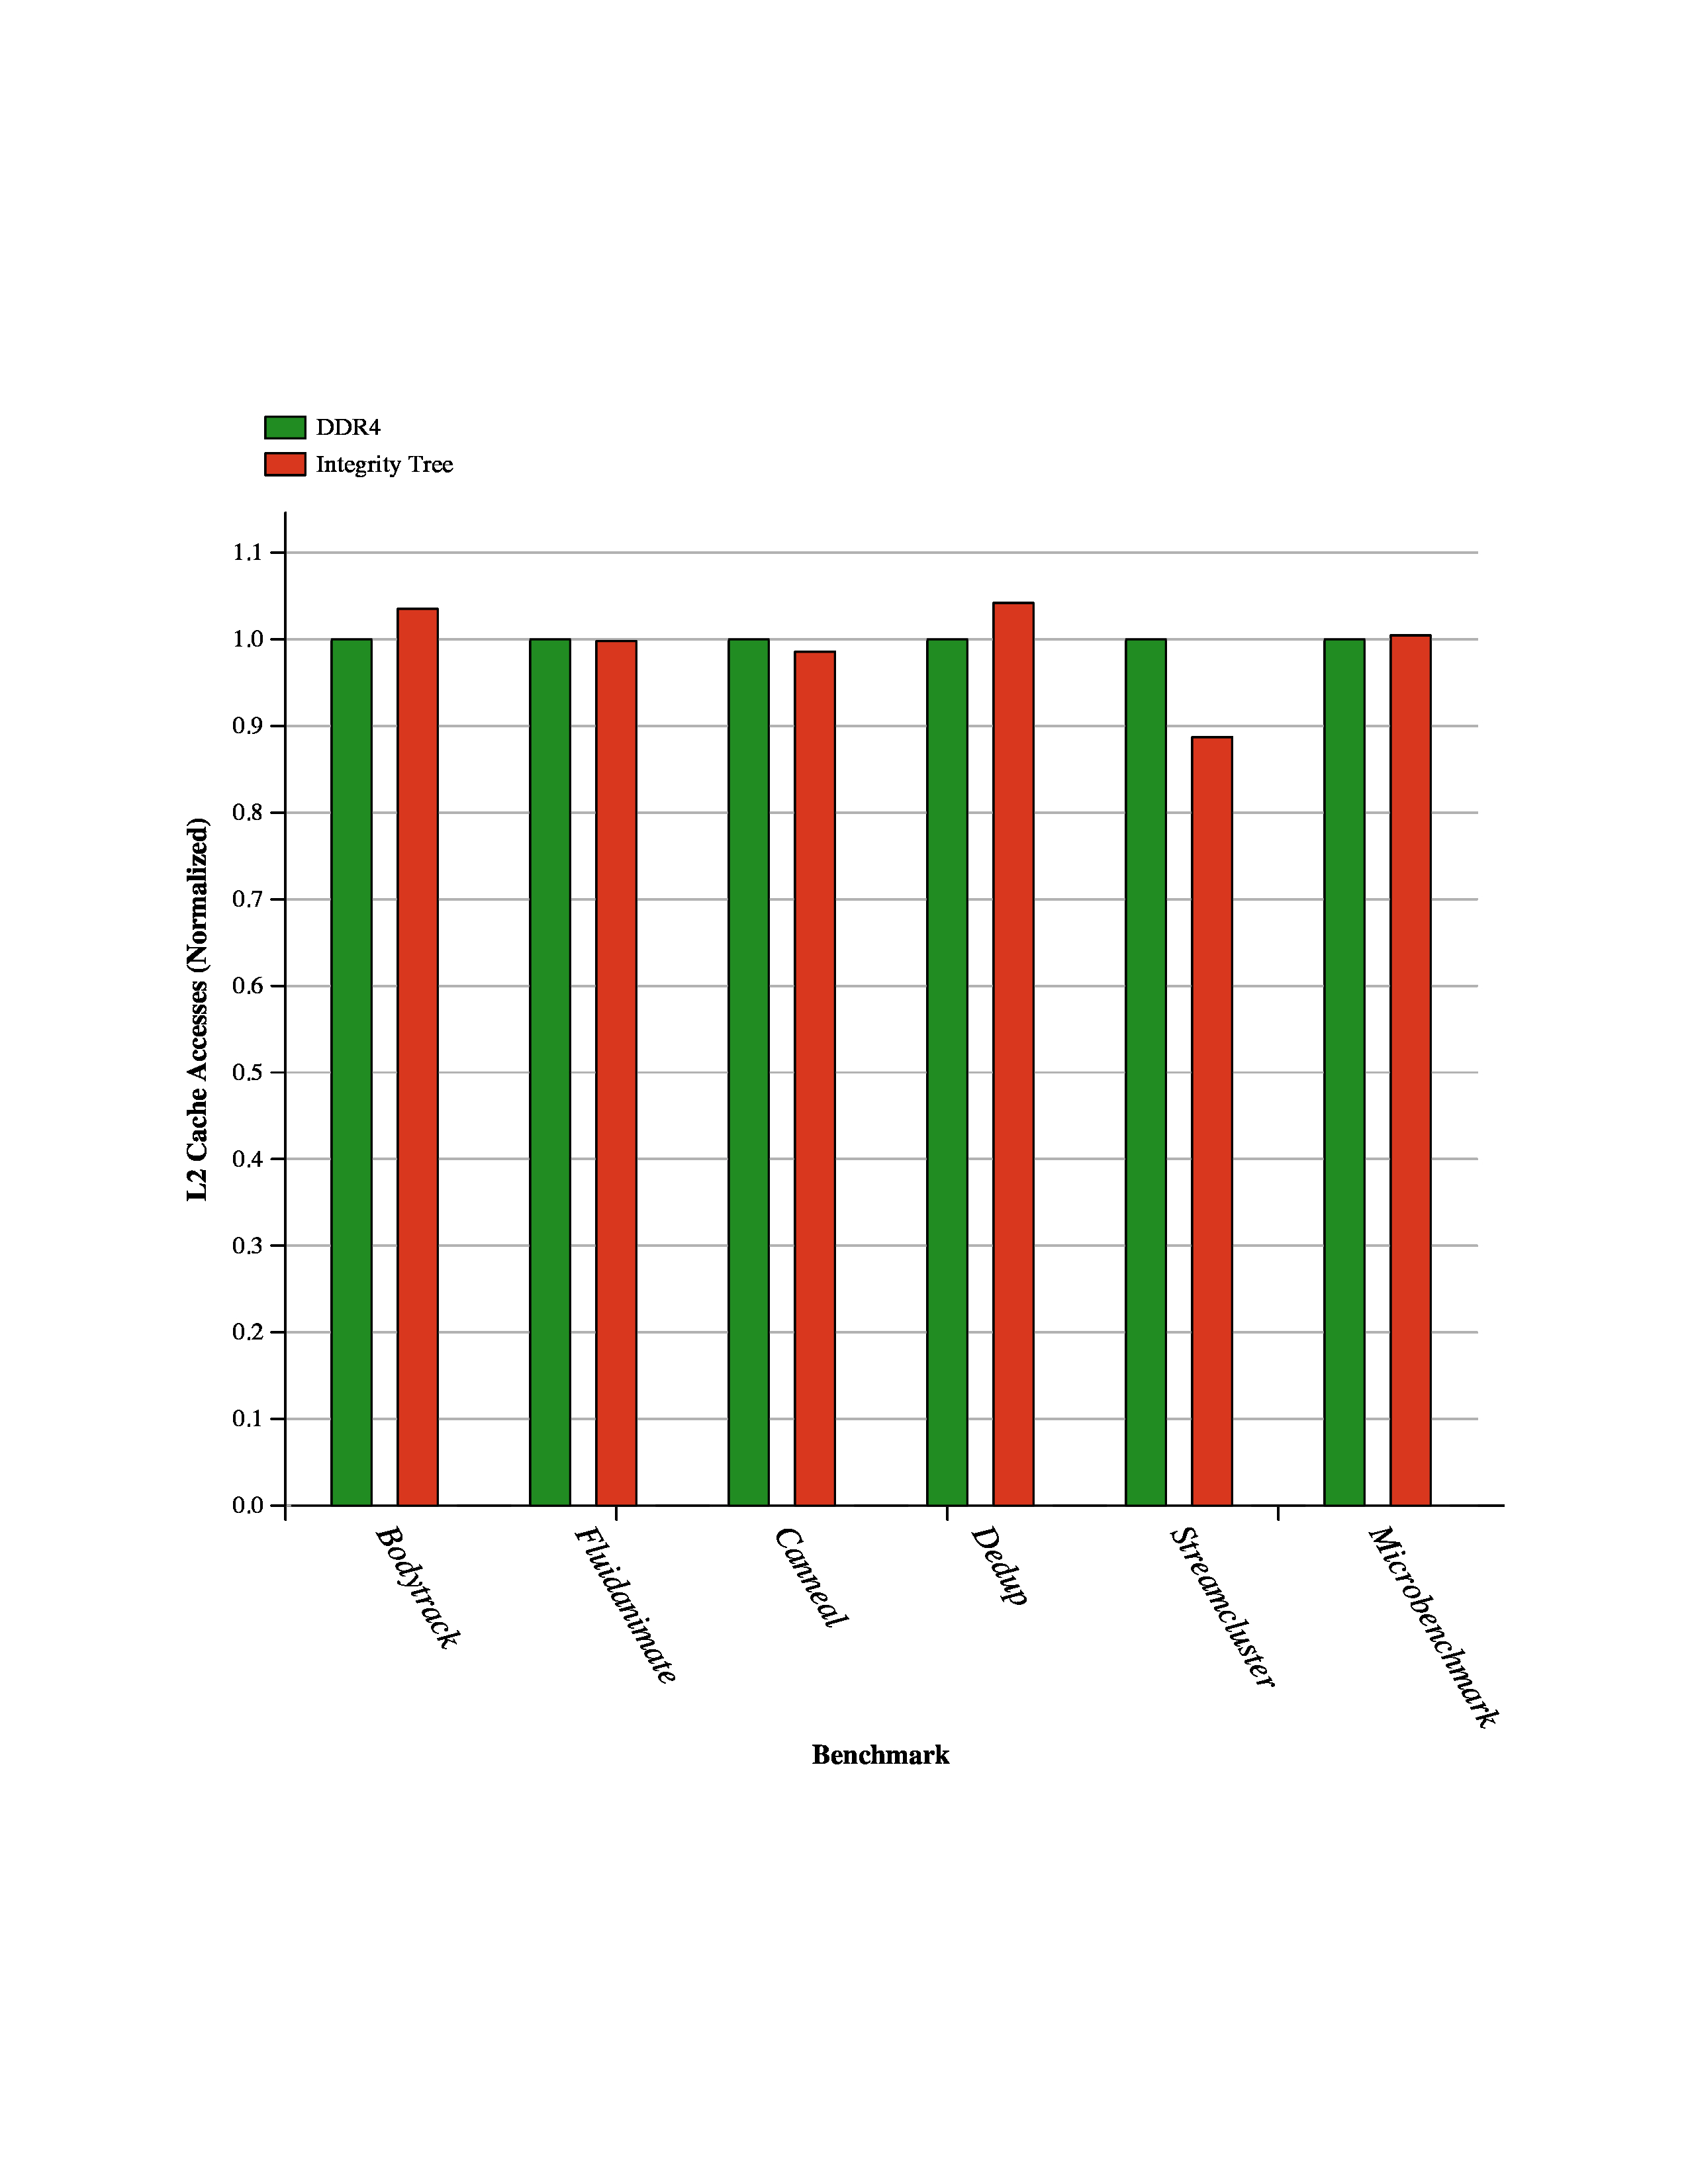 DDR4
Integrity Tree
1.1
1.0
0.9
0.8
0.7
0.6
0.5
0.4
0.3
0.2
0.1
0.0
L2 Cache Accesses (Normalized)
Bodytrack
Fluidanimate
Canneal
Dedup
Streamcluster
Microbenchmark
Benchmark